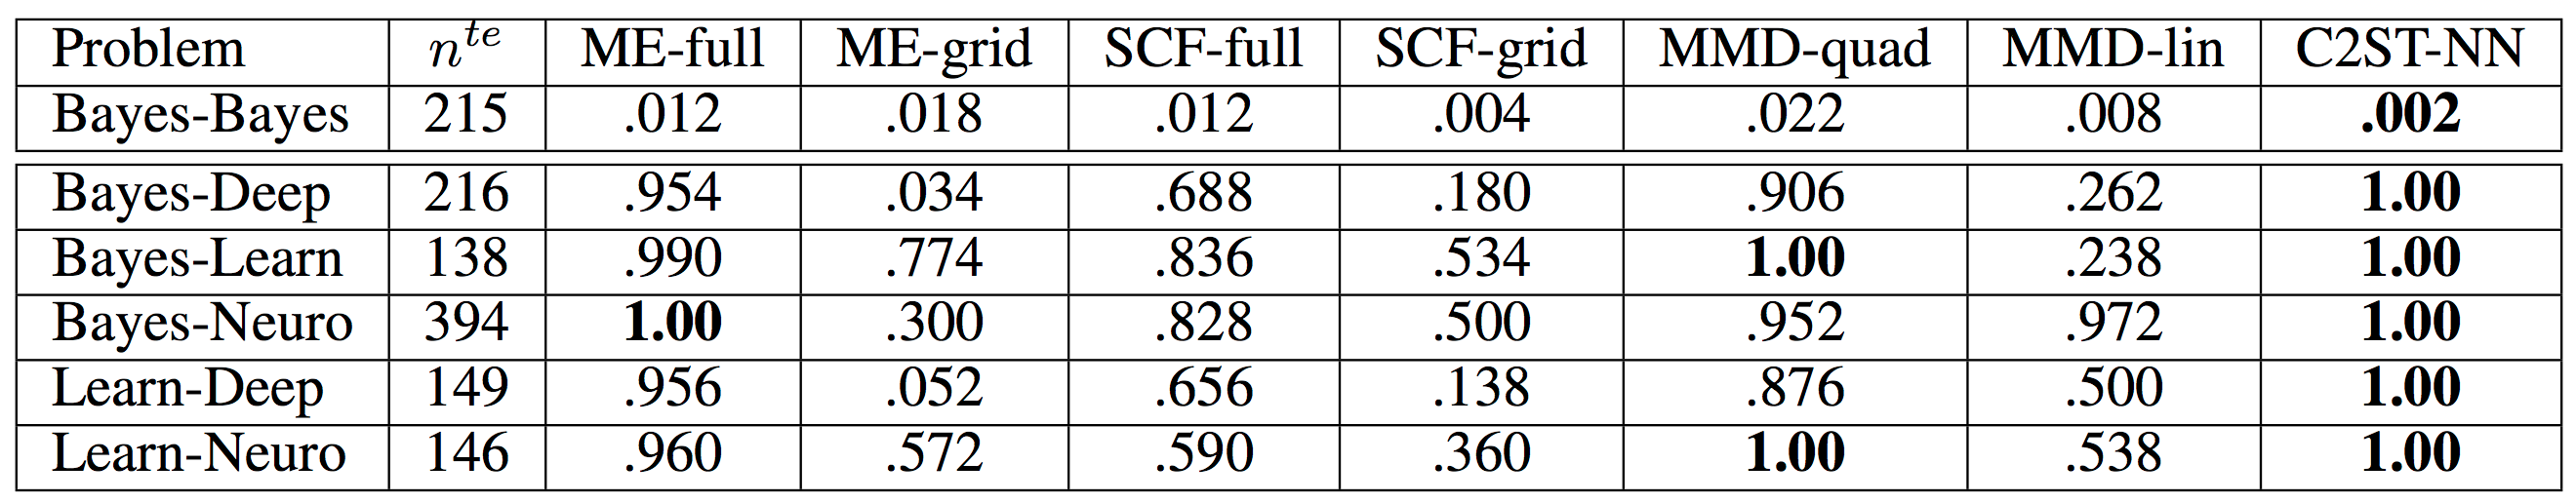 Problem n^te ME-full ME-grid SCF-full SCF-grid MMD-quad MMD-lin C2ST-NN
Bayes-Bayes 215 .012 .018 .012 .004 .022 .008 .002
Bayes-Deep 216 .954 .034 .688 .180 .906 .262 1.00
Bayes-Learn 138 .990 .774 .836 .534 1.00 .238 1.00
Bayes-Neuro 394 1.00 .300 .828 .500 .952 .972 1.00
Learn-Deep 149 .956 .052 .656 .138 .876 .500 1.00
Learn-Neuro 146 .960 .572 .590 .360 1.00 .538 1.00